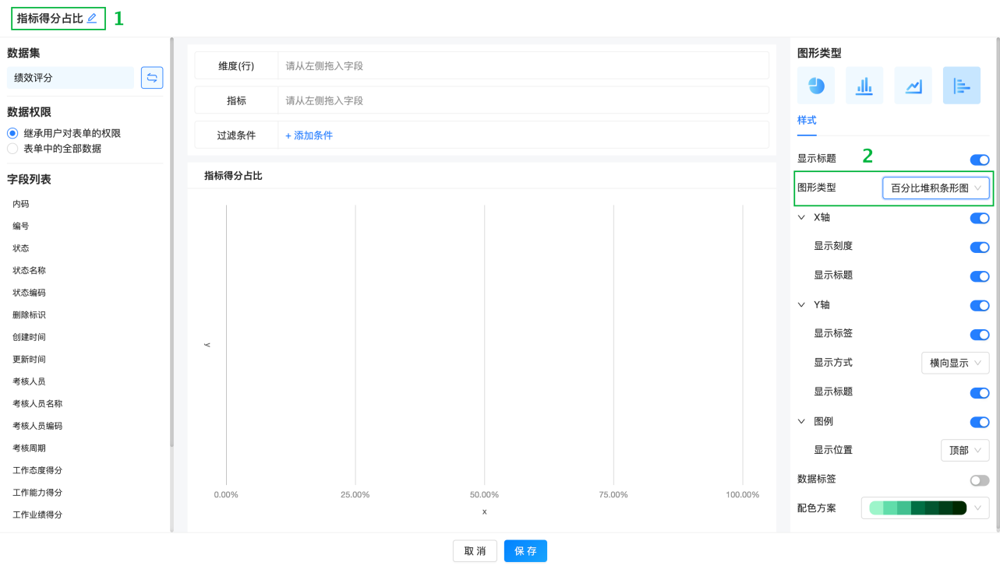 指标得分占比
1
数据集
绩效评分
数据权限
继承用户对表单的权限
表单中的全部数据
字段列表
内码
编号
状态
状态名称
状态编码
删除标识
创建时间
更新时间
考核人员
考核人员名称
考核人员编码
考核周期
工作态度得分
工作能力得分
工作业绩得分
维度(行)
请从左侧拖入字段
指标
请从左侧拖入字段
过滤条件
+ 添加条件
指标得分占比
y
0.00%
25.00%
50.00%
75.00%
100.00%
x
图形类型
样式
显示标题
2
图形类型
百分比堆积条形图
X轴
显示刻度
显示标题
Y轴
显示标签
显示方式
横向显示
显示标题
图例
显示位置
顶部
数据标签
配色方案
取 消
保 存